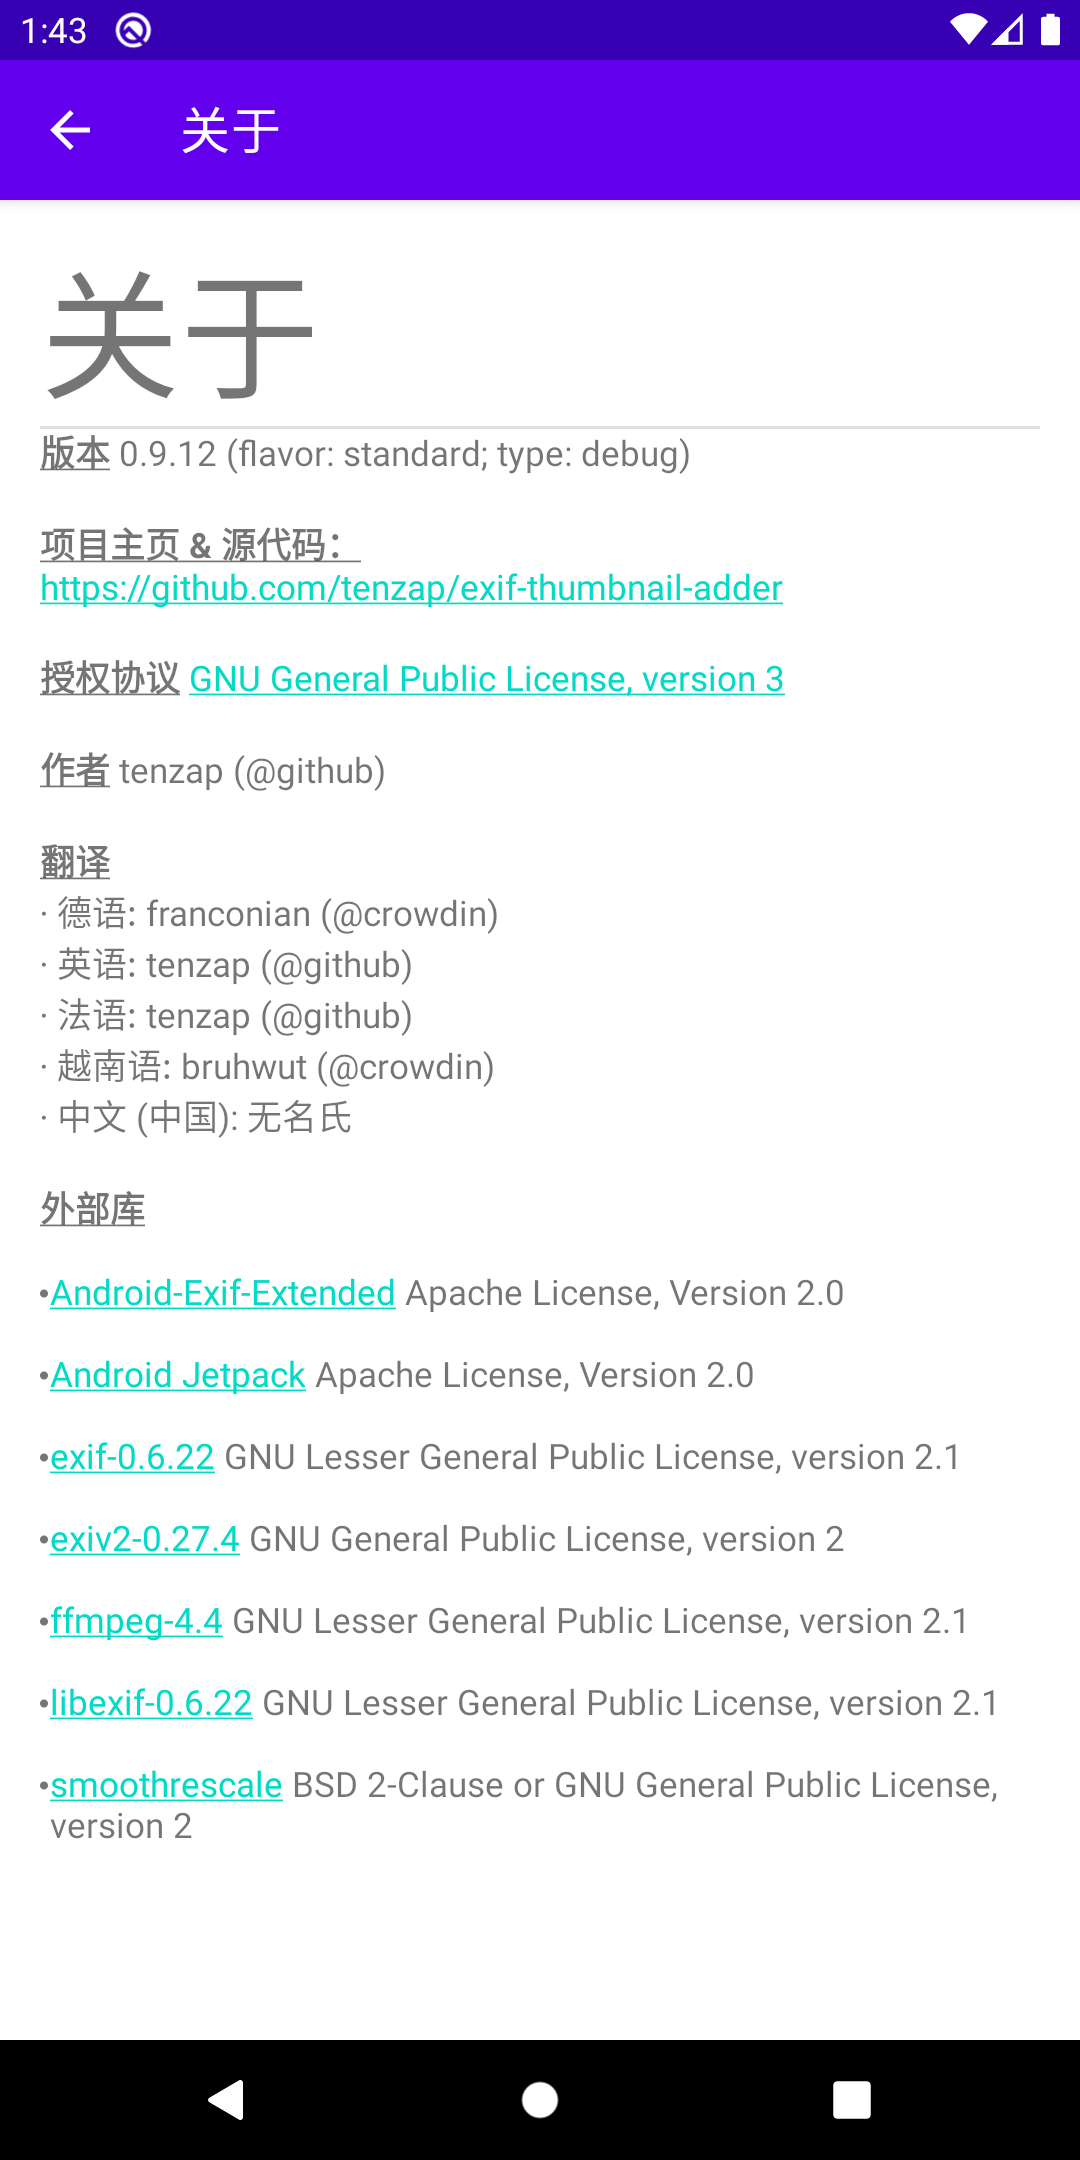 1:43
关于
关于
版本 0.9.12 (flavor: standard; type: debug)
项目主页 & 源代码：
https://github.com/tenzap/exif-thumbnail-adder
授权协议 GNU General Public License, version 3
作者 tenzap (@github)
翻译
· 德语: franconian (@crowdin)
· 英语: tenzap (@github)
· 法语: tenzap (@github)
· 越南语: bruhwut (@crowdin)
· 中文 (中国): 无名氏
外部库
•Android-Exif-Extended Apache License, Version 2.0
•Android Jetpack Apache License, Version 2.0
•exif-0.6.22 GNU Lesser General Public License, version 2.1
•exiv2-0.27.4 GNU General Public License, version 2
•ffmpeg-4.4 GNU Lesser General Public License, version 2.1
•libexif-0.6.22 GNU Lesser General Public License, version 2.1
•smoothrescale BSD 2-Clause or GNU General Public License,
version 2